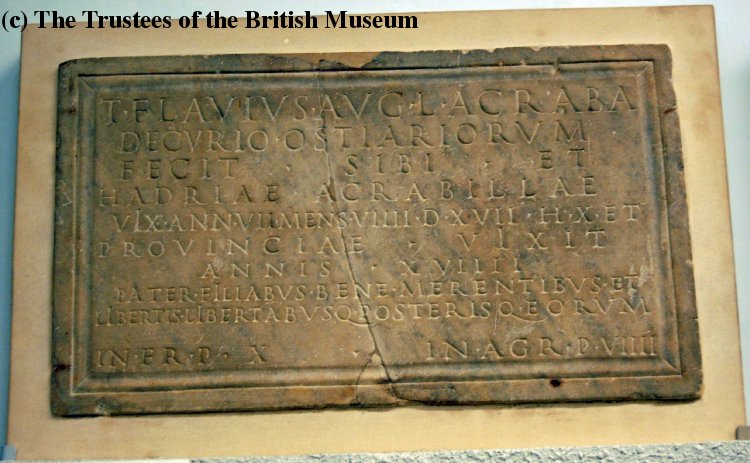 (c) The Trustees of the British Museum
T·FLAVIVS·AVG·L·ACRABA
DECVRIO·OSTIARIORVM
FECIT · SIBI · ET
HADRIAE ACRABILLAE
VIX·ANN·VII·MENS·VIIII·D·XVII·H·X·ET
PROVINCIAE · VIXIT
ANNIS · XVIIII
PATER·FILIABVS·BENE·MERENTIBVS·ET
LIBERTIS·LIBERTABVSQ·POSTERISQ·EORVM
IN·FR·P· X · IN·AGR·P·VIIII